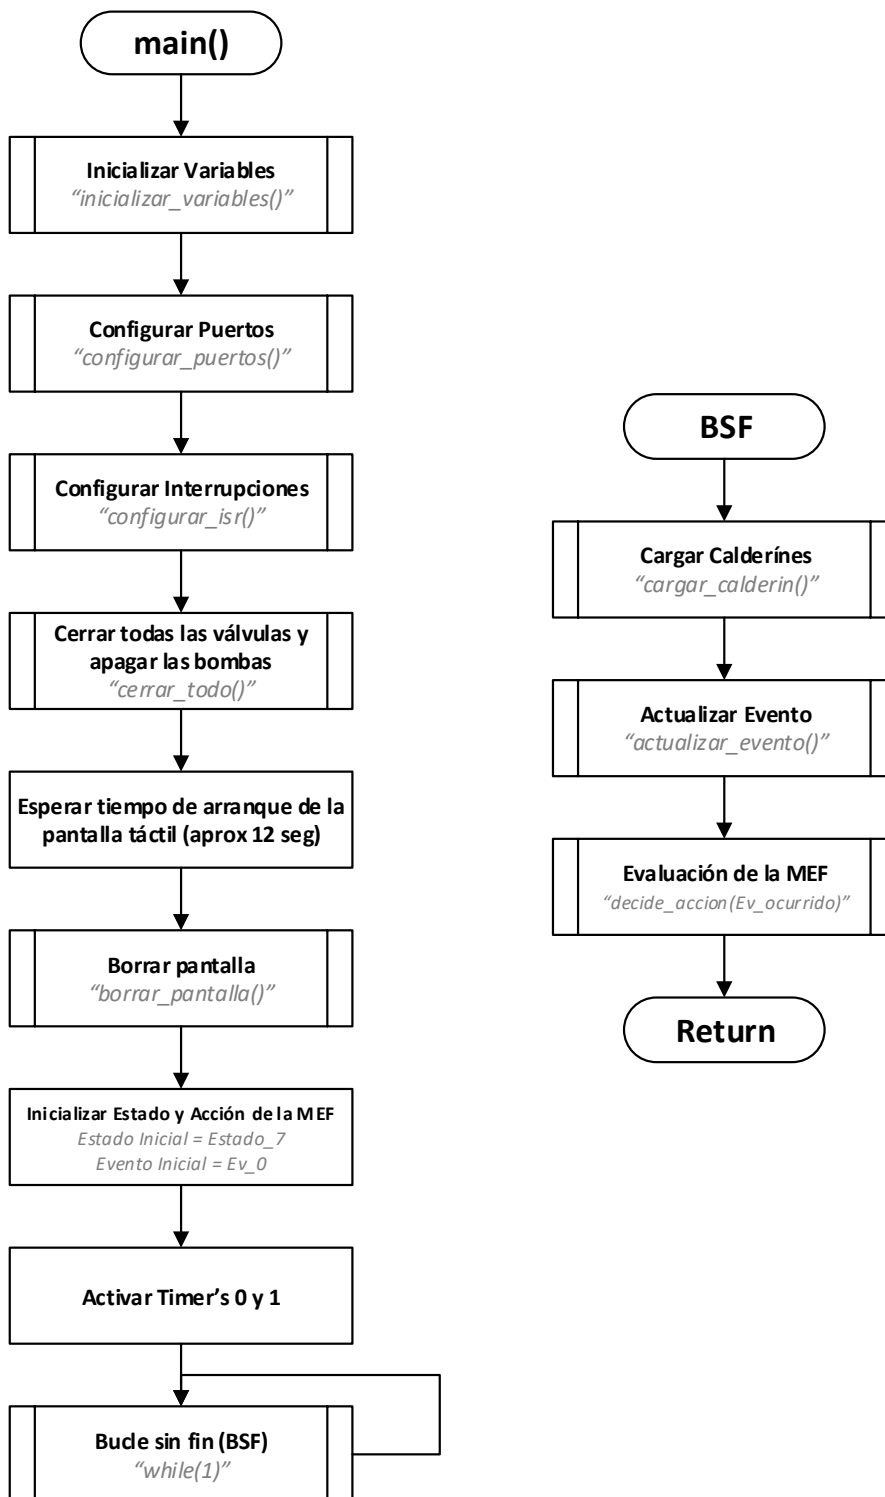 main()
Inicializar Variables
“inicializar_variables()”
Configurar Puertos
“configurar_puertos()”
Configurar Interrupciones
“configurar_isr()”
Cerrar todas las válvulas y
apagar las bombas
“cerrar_todo()”
Esperar tiempo de arranque de la
pantalla táctil (aprox 12 seg)
Borrar pantalla
“borrar_pantalla()”
Inicializar Estado y Acción de la MEF
Estado Inicial = Estado_7
Evento Inicial = Ev_0
Activar Timer’s 0 y 1
Bucle sin fin (BSF)
“while(1)”
BSF
Cargar Calderínes
“cargar_calderin()”
Actualizar Evento
“actualizar_evento()”
Evaluación de la MEF
“decide_accion(Ev_ocurrido)”
Return